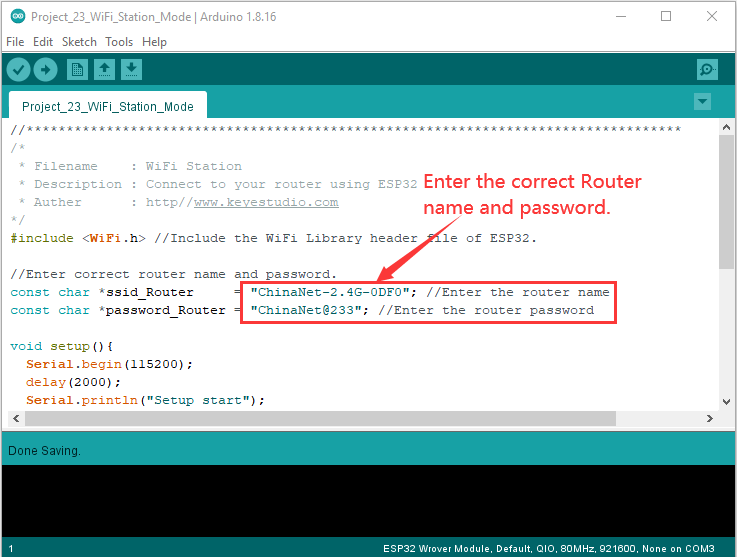 Project_23_WiFi_Station_Mode | Arduino 1.8.16
File Edit Sketch Tools Help
Project_23_WiFi_Station_Mode
//**********************************************************************************
/*
* Filename    : WiFi Station
* Description : Connect to your router using ESP32
* Auther      : http//www.keyestudio.com
*/
Enter the correct Router
name and password.
#include <WiFi.h> //Include the WiFi Library header file of ESP32.
//Enter correct router name and password.
const char *ssid_Router     = "ChinaNet-2.4G-0DF0"; //Enter the router name
const char *password_Router = "ChinaNet@233"; //Enter the router password
void setup(){
Serial.begin(115200);
delay(2000);
Serial.println("Setup start");
Done Saving.
1 ESP32 Wrover Module, Default, QIO, 80MHz, 921600, None on COM3